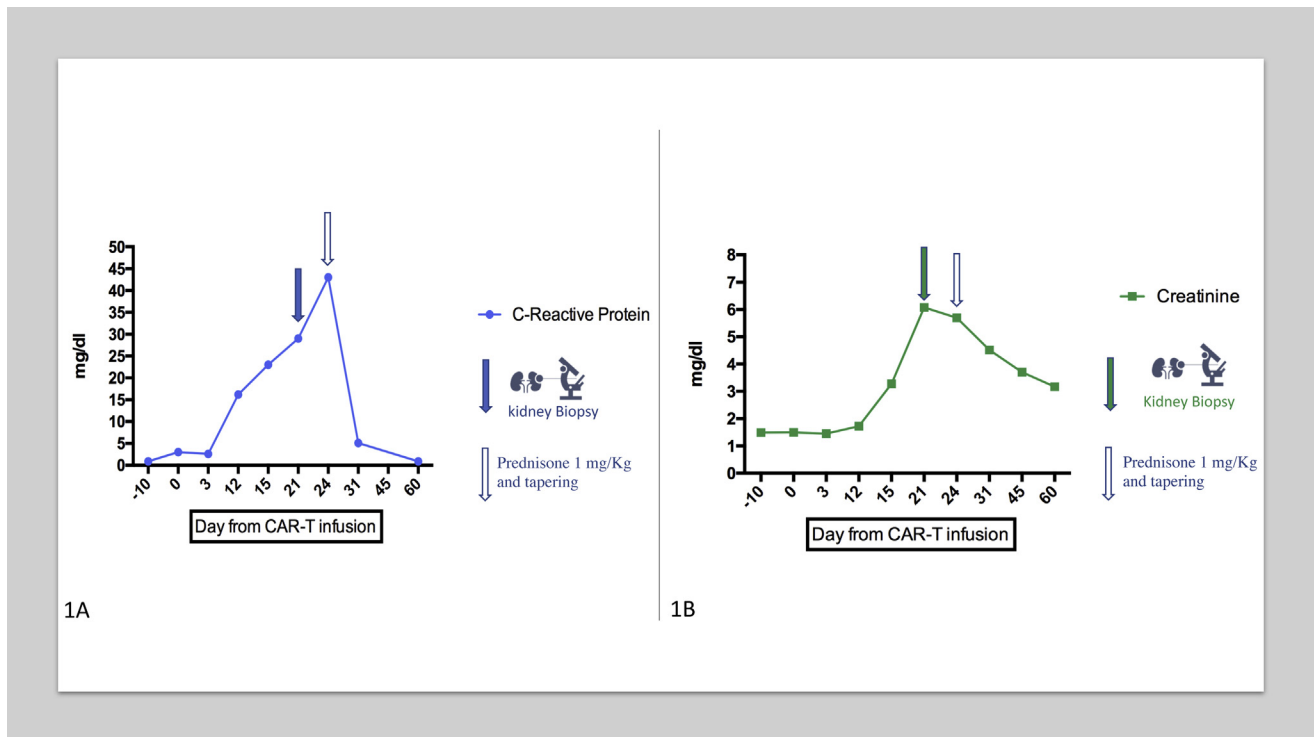 50
45
40
35
30
25
20
15
10
5
0
mg/dl
-10 0 3 12 15 21 24 31 45 60
Day from CAR-T infusion
C-Reactive Protein
kidney Biopsy
Prednisone 1 mg/Kg
and tapering
1A
8
7
6
5
4
3
2
1
0
mg/dl
-10 0 3 12 15 21 24 31 45 60
Day from CAR-T infusion
Creatinine
Kidney Biopsy
Prednisone 1 mg/Kg
and tapering
1B